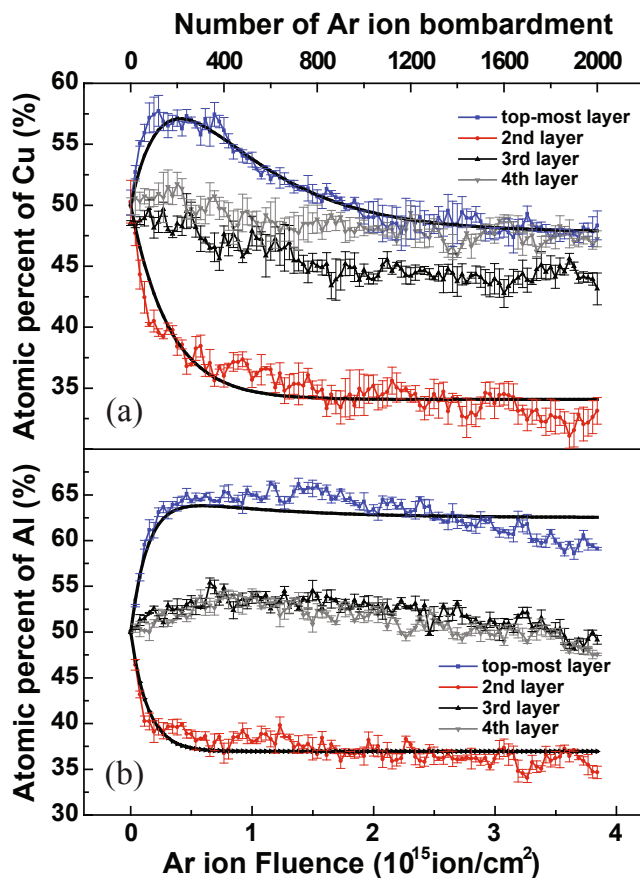 Number of Ar ion bombardment
0 400 800 1200 1600 2000
60
55
50
45
40
35
Atomic percent of Cu (%)
top-most layer
2nd layer
3rd layer
4th layer
(a)
65
60
55
50
45
40
35
30
Atomic percent of Al (%)
top-most layer
2nd layer
3rd layer
4th layer
(b)
0 1 2 3 4
Ar ion Fluence (10¹⁵ion/cm²)